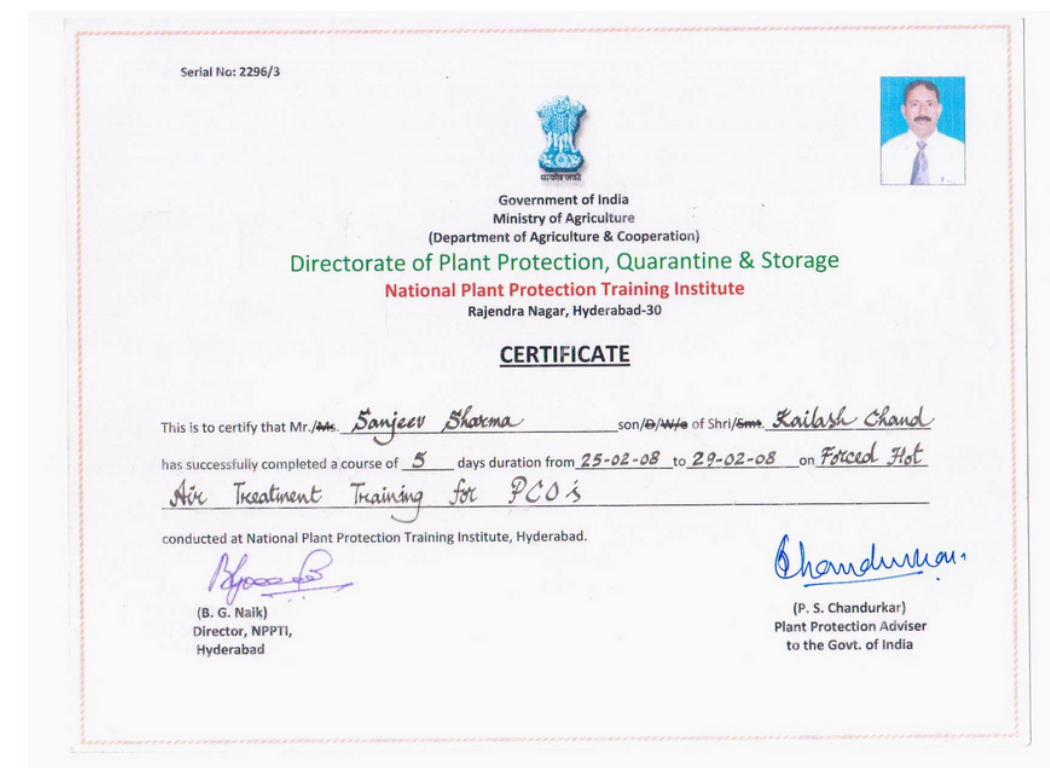 Serial No: 2296/3
सत्यमेव जयते
Government of India
Ministry of Agriculture
(Department of Agriculture & Cooperation)
Directorate of Plant Protection, Quarantine & Storage
National Plant Protection Training Institute
Rajendra Nagar, Hyderabad-30
CERTIFICATE
This is to certify that Mr./Ms. Sanjeev Sharma son/D/W/o of Shri/Smt. Kailash Chand
has successfully completed a course of 5 days duration from 25-02-08 to 29-02-08 on Forced Hot
Air Treatment Training for PCO's
conducted at National Plant Protection Training Institute, Hyderabad.
Chandurkar
(B. G. Naik)
Director, NPPTI,
Hyderabad
(P. S. Chandurkar)
Plant Protection Adviser
to the Govt. of India